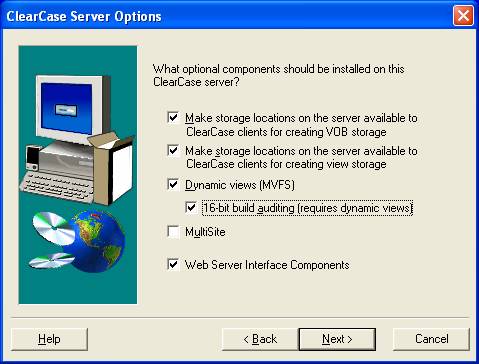 ClearCase Server Options
What optional components should be installed on this
ClearCase server?
Make storage locations on the server available to
ClearCase clients for creating VOB storage
Make storage locations on the server available to
ClearCase clients for creating view storage
Dynamic views (MVFS)
16-bit build auditing (requires dynamic views)
MultiSite
Web Server Interface Components
Help
< Back
Next >
Cancel